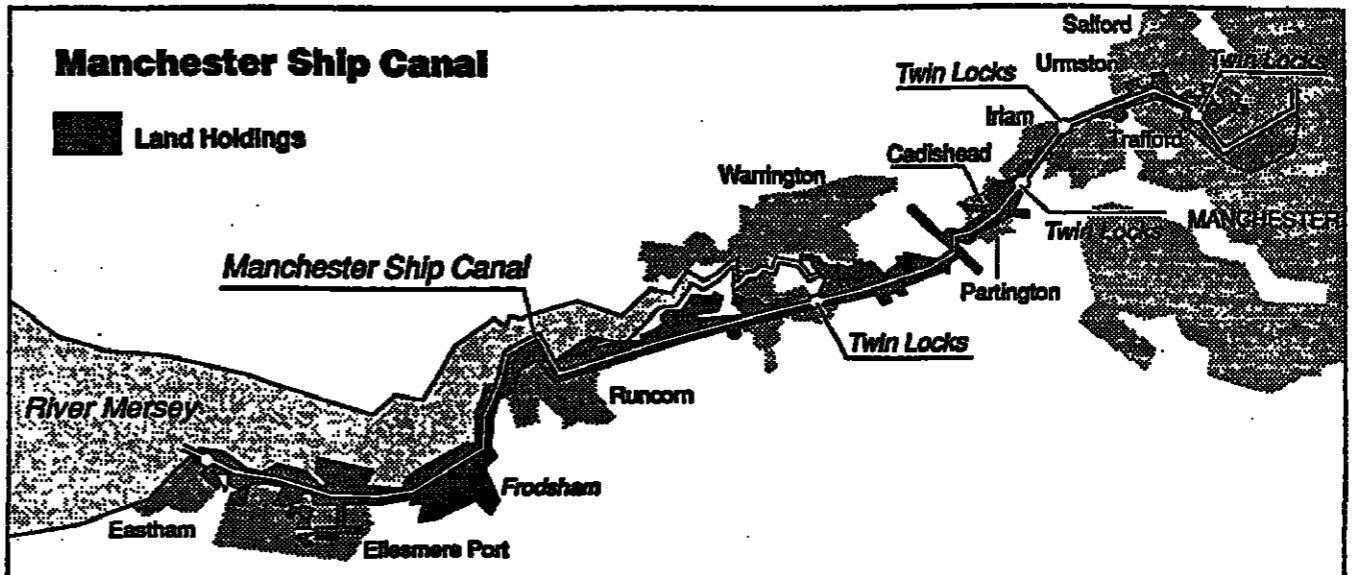 Manchester Ship Canal
Land Holdings
Salford
Twin Locks
Urmston
Twin Locks
Irlam
Trafford
Cadishead
Warrington
MANCHESTER
Twin Locks
Manchester Ship Canal
Partington
Twin Locks
Runcorn
River Mersey
Frodsham
Eastham
Ellesmere Port